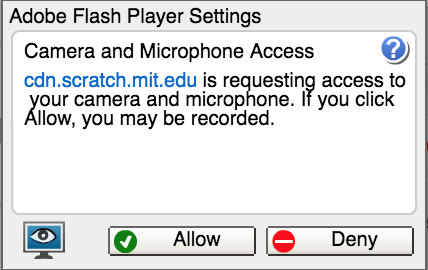 Adobe Flash Player Settings
Camera and Microphone Access
?
cdn.scratch.mit.edu is requesting access to
your camera and microphone. If you click
Allow, you may be recorded.
Allow
Deny